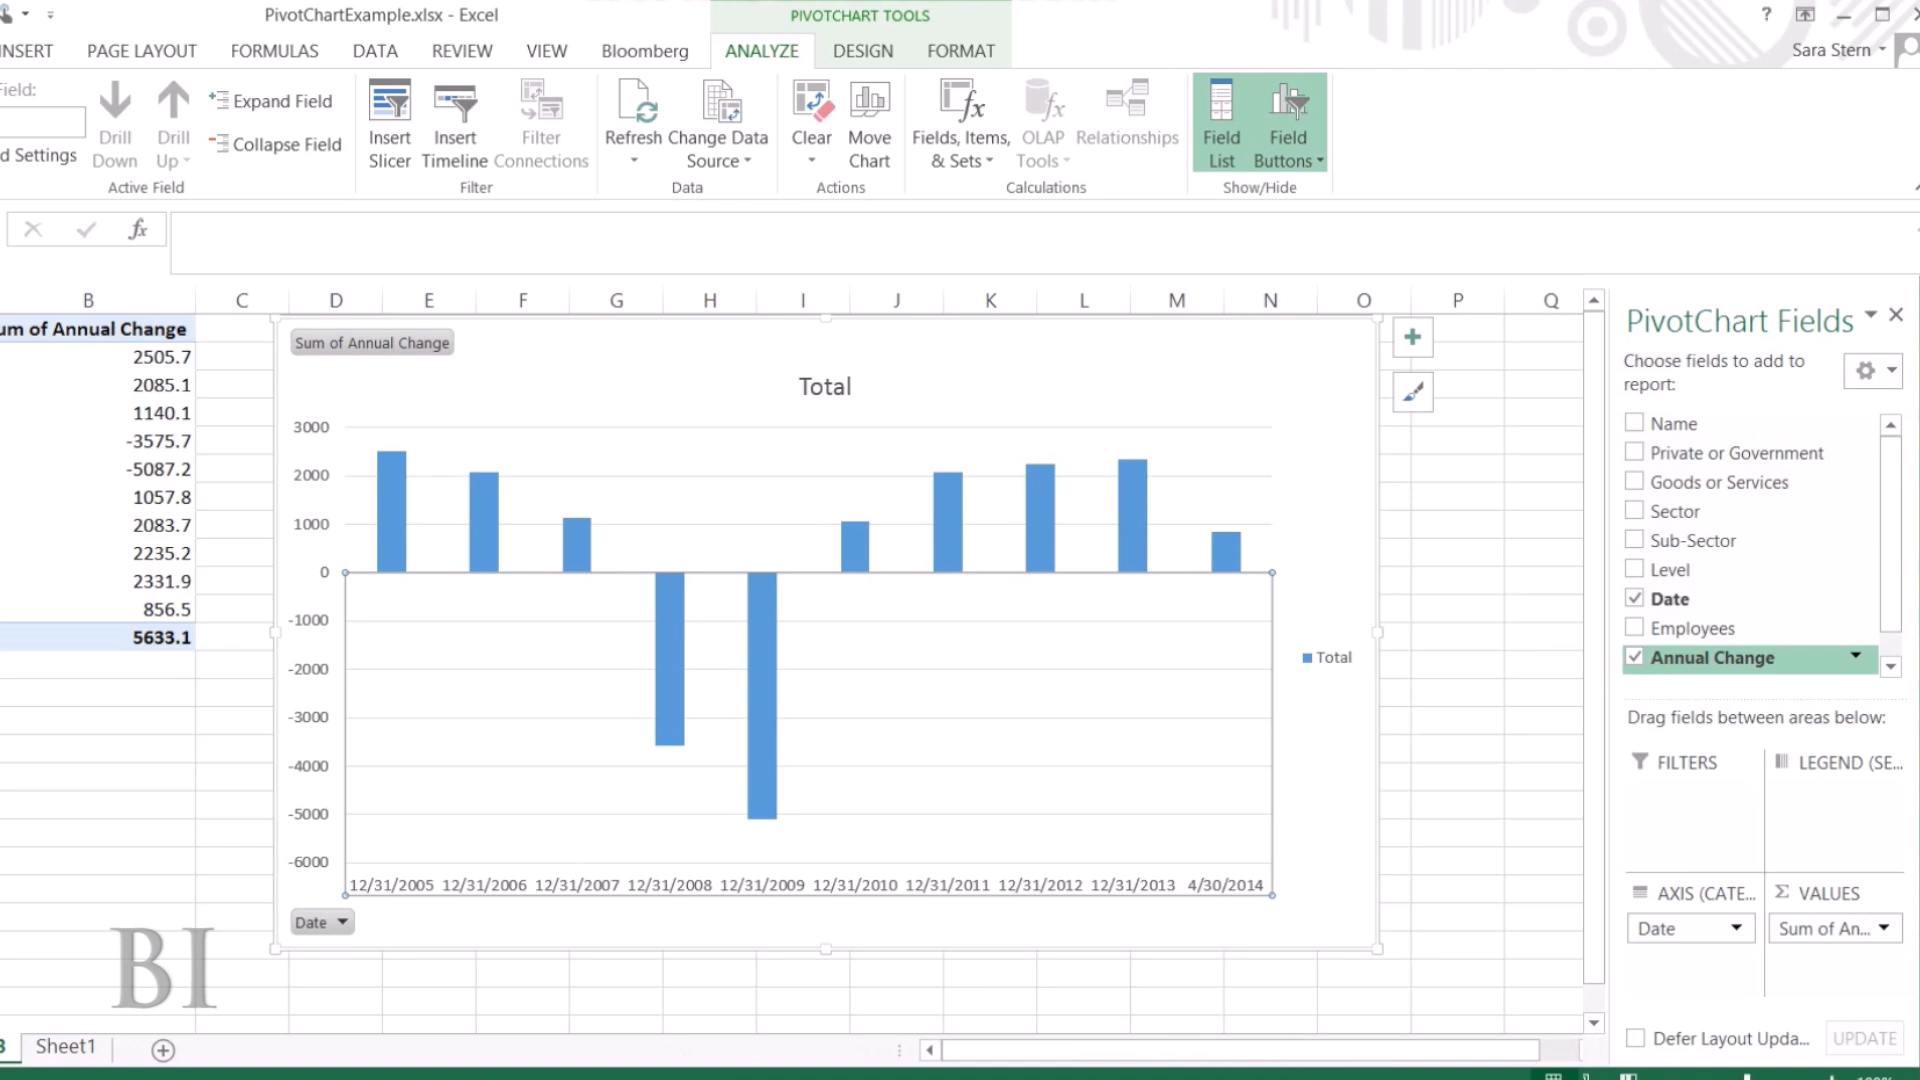 PivotChartExample.xlsx - Excel
PIVOTCHART TOOLS
?
INSERT PAGE LAYOUT FORMULAS DATA REVIEW VIEW Bloomberg ANALYZE DESIGN FORMAT
Sara Stern
Field:
d Settings
Drill Down
Drill Up
Expand Field
Collapse Field
Active Field
Insert Slicer
Insert Timeline
Filter Connections
Filter
Refresh
Change Data Source
Data
Clear
Move Chart
Actions
Fields, Items, & Sets
OLAP Tools
Relationships
Calculations
Field List
Field Buttons
Show/Hide
fx
B C D E F G H I J K L M N O P Q
um of Annual Change
2505.7
2085.1
1140.1
-3575.7
-5087.2
1057.8
2083.7
2235.2
2331.9
856.5
5633.1
Sum of Annual Change
Total
3000
2000
1000
0
-1000
-2000
-3000
-4000
-5000
-6000
12/31/2005 12/31/2006 12/31/2007 12/31/2008 12/31/2009 12/31/2010 12/31/2011 12/31/2012 12/31/2013 4/30/2014
Total
Date
PivotChart Fields
Choose fields to add to
report:
Name
Private or Government
Goods or Services
Sector
Sub-Sector
Level
Date
Employees
Annual Change
Drag fields between areas below:
FILTERS
LEGEND (SE...
AXIS (CATE...
VALUES
Date
Sum of An...
Defer Layout Upda...
UPDATE
BI
Sheet1